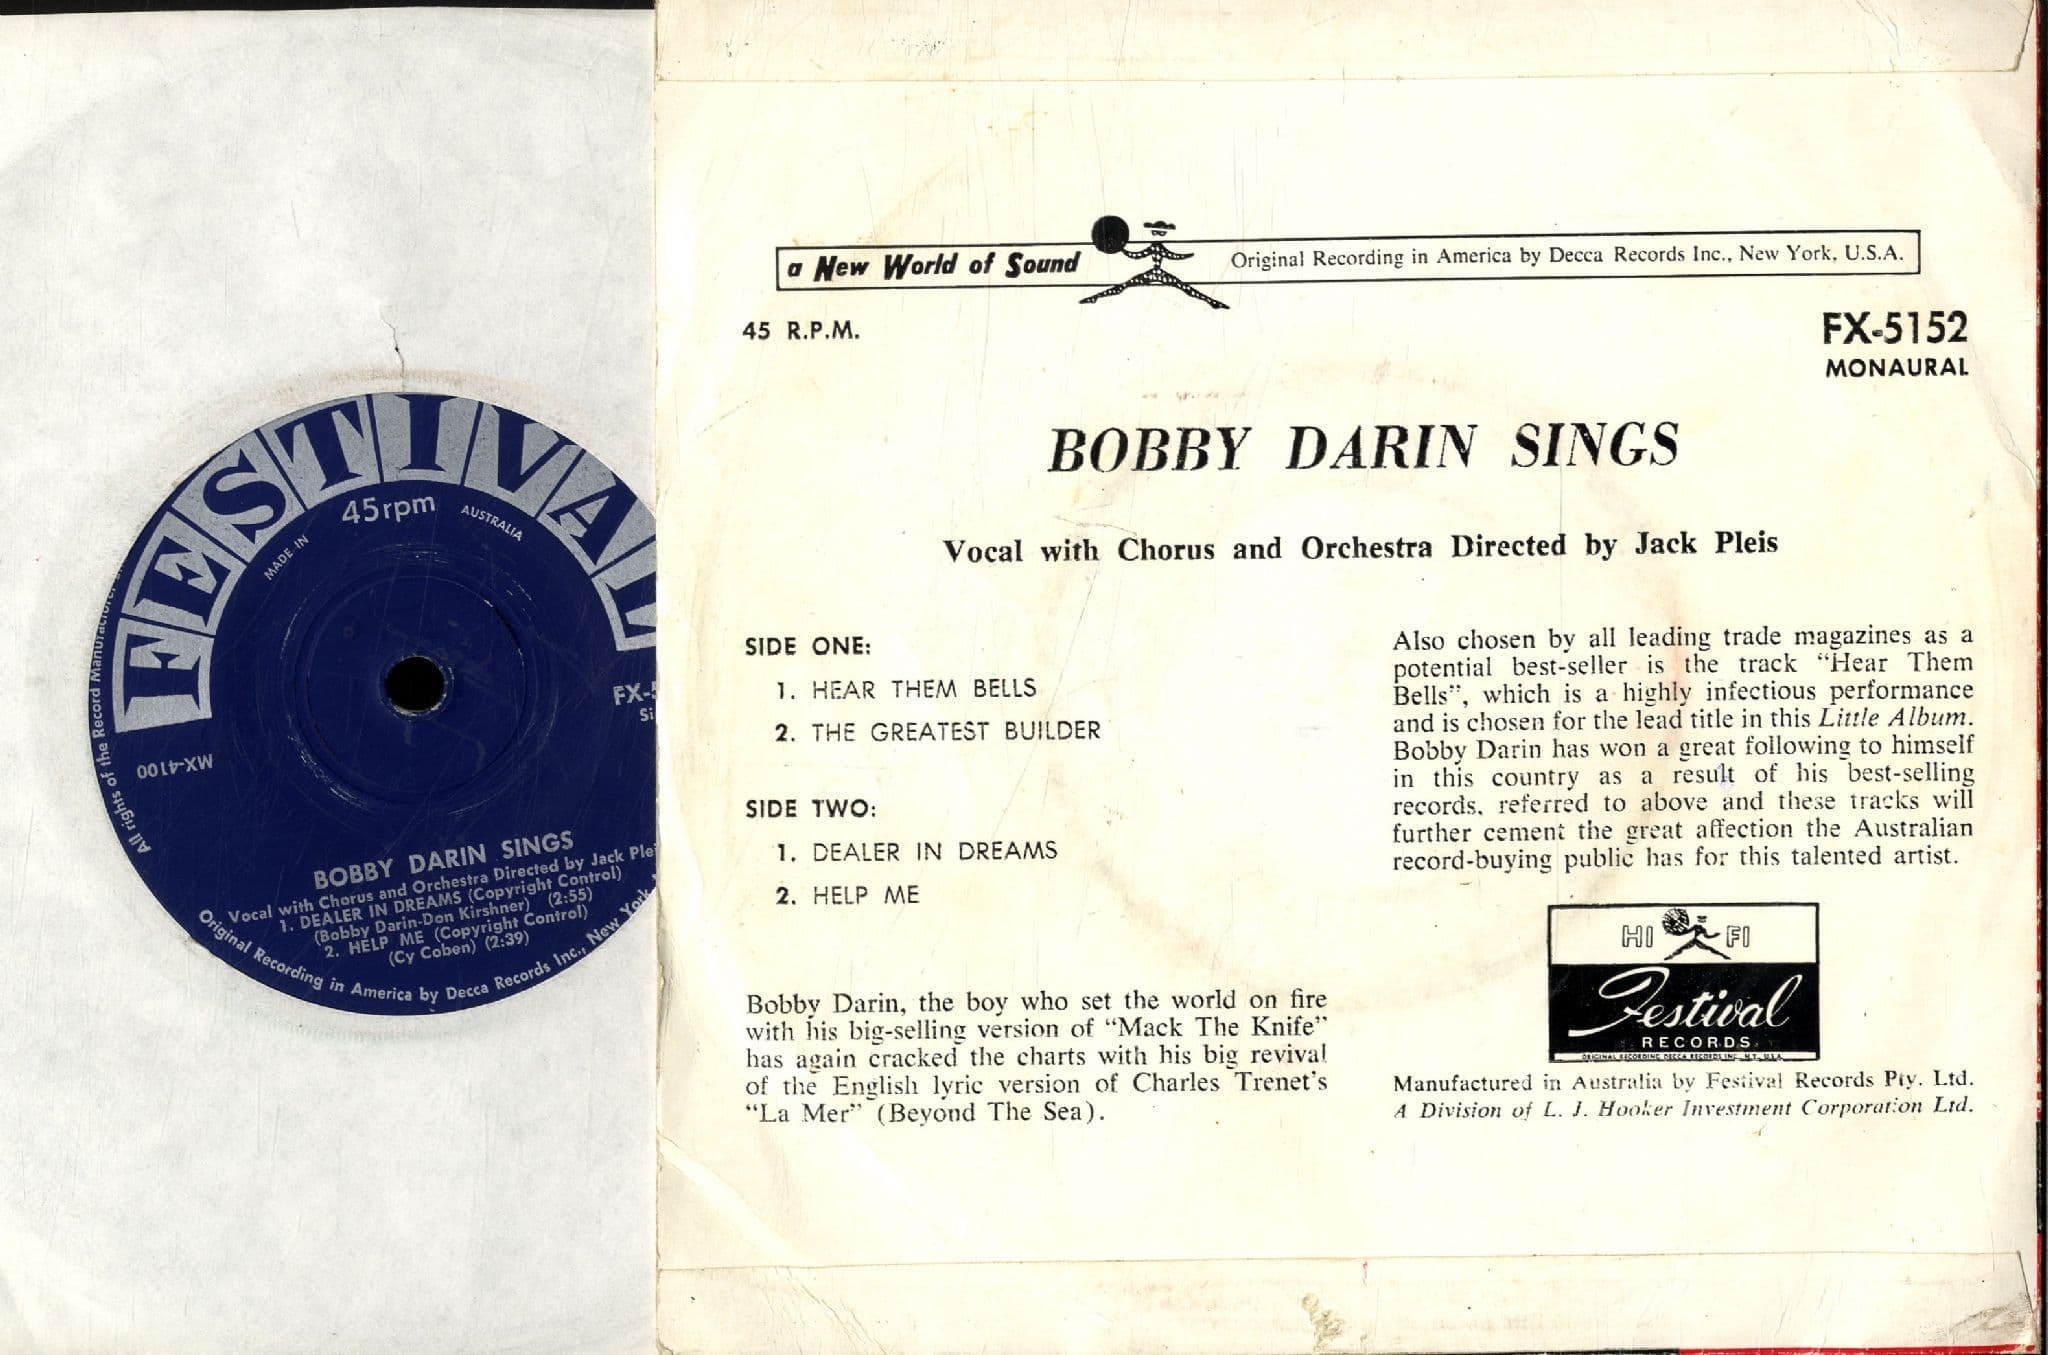 FESTIVAL
45rpm
MADE IN
AUSTRALIA
All rights of the Record Manufacture
MX-4100
BOBBY DARIN SINGS
Vocal with Chorus and Orchestra Directed by Jack
1. DEALER IN DREAMS (Copyright Control)
(Bobby Darin-Don Kirshner) (2:55)
2. HELP ME (Copyright Control)
(Cy Coben) (2:39)
Original Recording in America by Decca Records Inc., New York
a New World of Sound
Original Recording in America by Decca Records Inc., New York, U.S.A.
45 R.P.M.
FX-5152
MONAURAL
BOBBY DARIN SINGS
Vocal with Chorus and Orchestra Directed by Jack Pleis
SIDE ONE:
1. HEAR THEM BELLS
2. THE GREATEST BUILDER
SIDE TWO:
1. DEALER IN DREAMS
2. HELP ME
Bobby Darin, the boy who set the world on fire
with his big-selling version of “Mack The Knife”
has again cracked the charts with his big revival
of the English lyric version of Charles Trenet's
“La Mer” (Beyond The Sea).
Also chosen by all leading trade magazines as a
potential best-seller is the track “Hear Them
Bells”, which is a highly infectious performance
and is chosen for the lead title in this Little Album.
Bobby Darin has won a great following to himself
in this country as a result of his best-selling
records, referred to above and these tracks will
further cement the great affection the Australian
record-buying public has for this talented artist.
HI FI
Festival
RECORDS
ORIGINAL RECORDING DECCA RECORDS INC., N.Y., U.S.A.
Manufactured in Australia by Festival Records Pty. Ltd.
A Division of L. J. Hooker Investment Corporation Ltd.